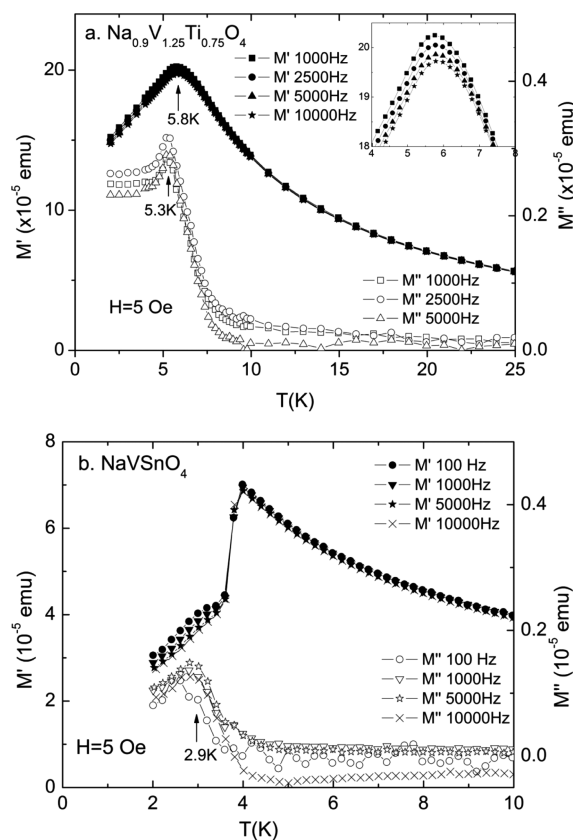 a. Na0.9V1.25Ti0.75O4
M' 1000Hz
M' 2500Hz
M' 5000Hz
M' 10000Hz
20
19
18
4 5 6 7 8
5.8K
5.3K
H=5 Oe
M'' 1000Hz
M'' 2500Hz
M'' 5000Hz
20
10
0
M' (x10-5 emu)
0.4
0.2
0.0
M'' (x10-5 emu)
0 5 10 15 20 25
T(K)
b. NaVSnO4
M' 100 Hz
M' 1000Hz
M' 5000Hz
M' 10000Hz
M'' 100 Hz
M'' 1000Hz
M'' 5000Hz
M'' 10000Hz
2.9K
H=5 Oe
8
6
4
2
0
M' (10-5 emu)
0.4
0.2
0.0
M'' (10-5 emu)
0 2 4 6 8 10
T(K)